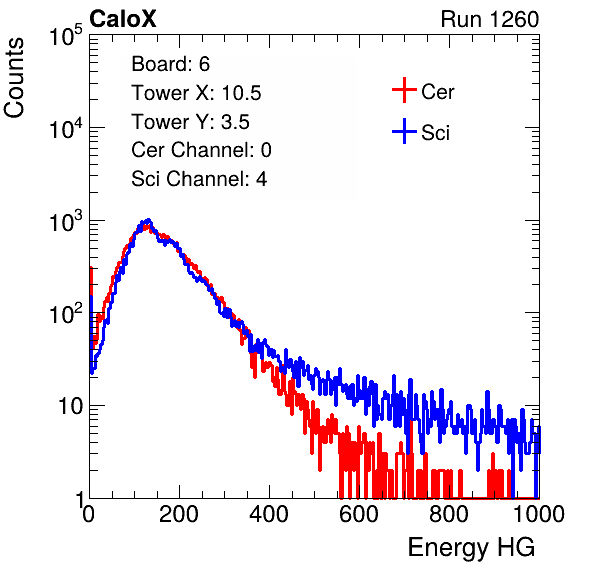 CaloX Run 1260
Counts
10^5
10^4
10^3
10^2
10
1
Board: 6
Tower X: 10.5
Tower Y: 3.5
Cer Channel: 0
Sci Channel: 4
Cer
Sci
0 200 400 600 800 1000
Energy HG